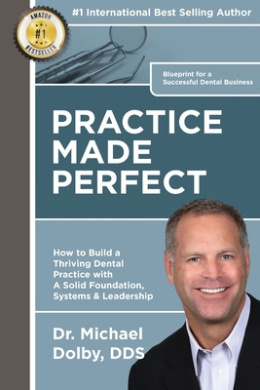 #1 International Best Selling Author
AMAZON
#1
BESTSELLER
Blueprint for a
Successful Dental Business
PRACTICE
MADE
PERFECT
How to Build a
Thriving Dental
Practice with
A Solid Foundation,
Systems & Leadership
Dr. Michael
Dolby, DDS